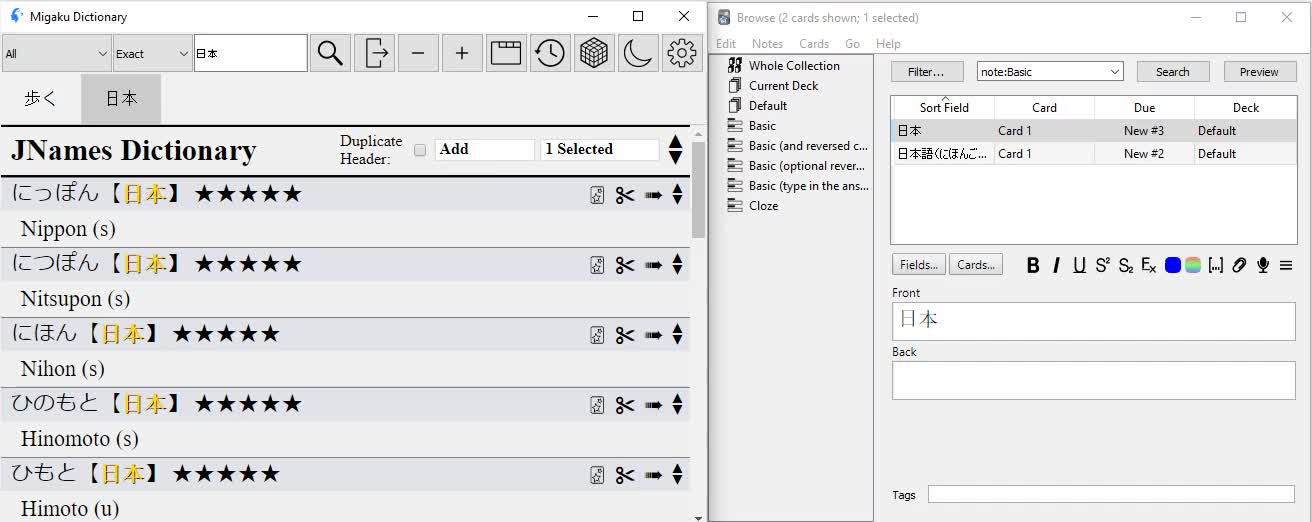 Migaku Dictionary
All Exact 日本
歩く 日本
JNames Dictionary Duplicate Header: Add 1 Selected
にっぽん【日本】★★★★★
Nippon (s)
につぽん【日本】★★★★★
Nitsupon (s)
にほん【日本】★★★★★
Nihon (s)
ひのもと【日本】★★★★★
Hinomoto (s)
ひもと【日本】★★★★★
Himoto (u)
Browse (2 cards shown; 1 selected)
Edit Notes Cards Go Help
Whole Collection
Current Deck
Default
Basic
Basic (and reversed c...
Basic (optional rever...
Basic (type in the ans...
Cloze
Filter... note:Basic Search Preview
Sort Field Card Due Deck
日本 Card 1 New #3 Default
日本語(にほんご... Card 1 New #2 Default
Fields... Cards... B I U S² S₂ Ex [...]
Front
日本
Back
Tags